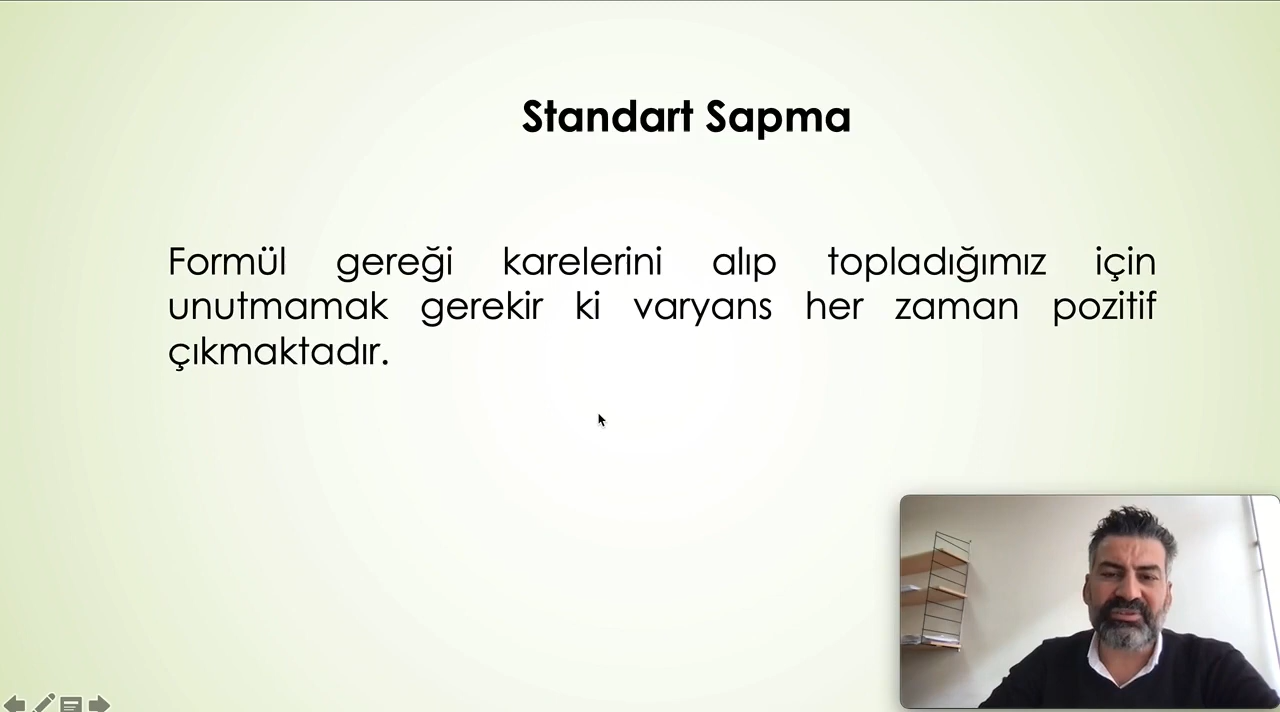 Standart Sapma
Formül gereği karelerini alıp topladığımız için
unutmamak gerekir ki varyans her zaman pozitif
çıkmaktadır.